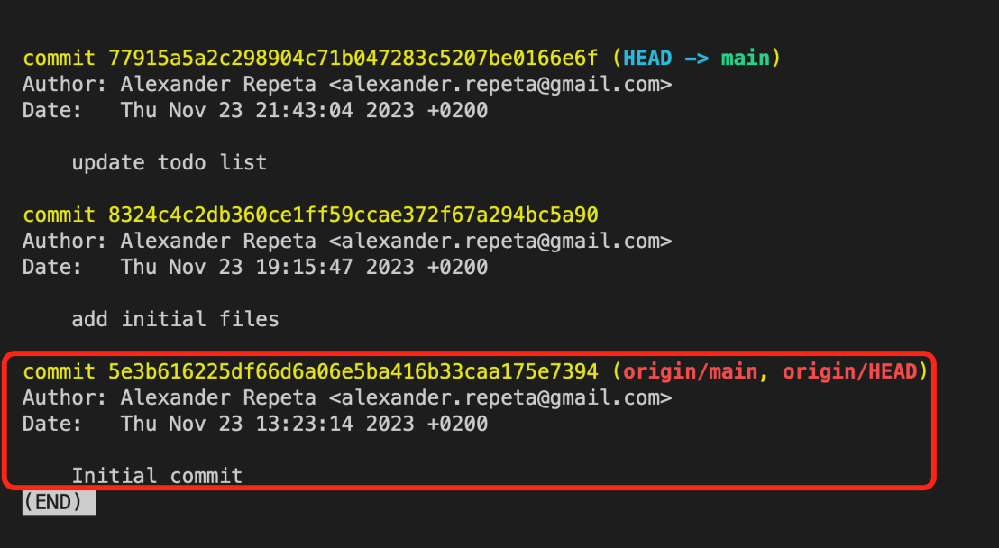 commit 77915a5a2c298904c71b047283c5207be0166e6f (HEAD -> main)
Author: Alexander Repeta <alexander.repeta@gmail.com>
Date:   Thu Nov 23 21:43:04 2023 +0200
    update todo list
commit 8324c4c2db360ce1ff59ccae372f67a294bc5a90
Author: Alexander Repeta <alexander.repeta@gmail.com>
Date:   Thu Nov 23 19:15:47 2023 +0200
    add initial files
commit 5e3b616225df66d6a06e5ba416b33caa175e7394 (origin/main, origin/HEAD)
Author: Alexander Repeta <alexander.repeta@gmail.com>
Date:   Thu Nov 23 13:23:14 2023 +0200
    Initial commit
(END)